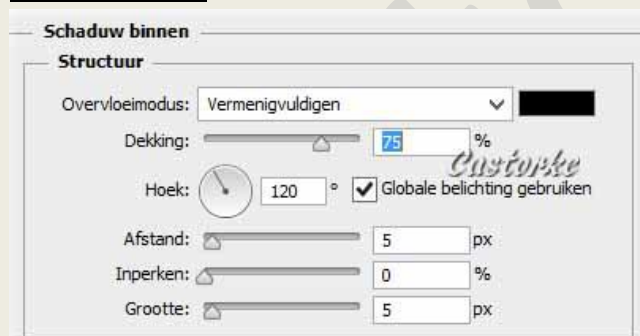 Schaduw binnen
Structuur
Overvloeimodus: Vermenigvuldigen
Dekking: 75 %
Castorke
Hoek: 120 ° Globale belichting gebruiken
Afstand: 5 px
Inperken: 0 %
Grootte: 5 px